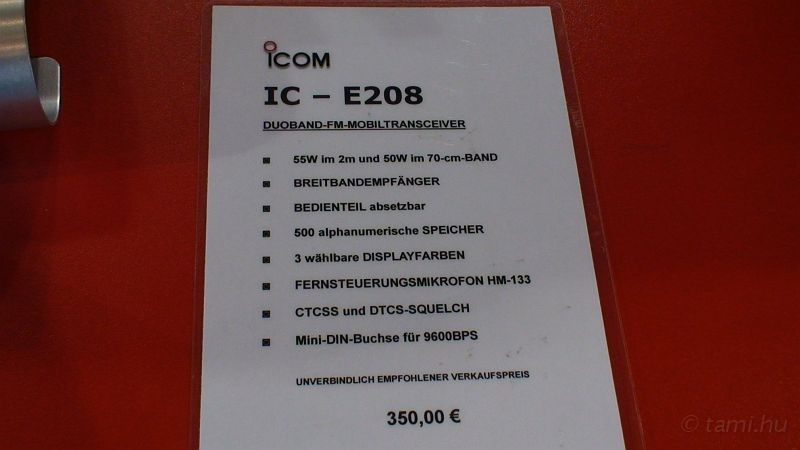 ICOM
IC – E208
DUOBAND-FM-MOBILTRANSCEIVER
55W im 2m und 50W im 70-cm-BAND
BREITBANDEMPFÄNGER
BEDIENTEIL absetzbar
500 alphanumerische SPEICHER
3 wählbare DISPLAYFARBEN
FERNSTEUERUNGSMIKROFON HM-133
CTCSS und DTCS-SQUELCH
Mini-DIN-Buchse für 9600BPS
UNVERBINDLICH EMPFOHLENER VERKAUFSPREIS
350,00 €
© tami.hu